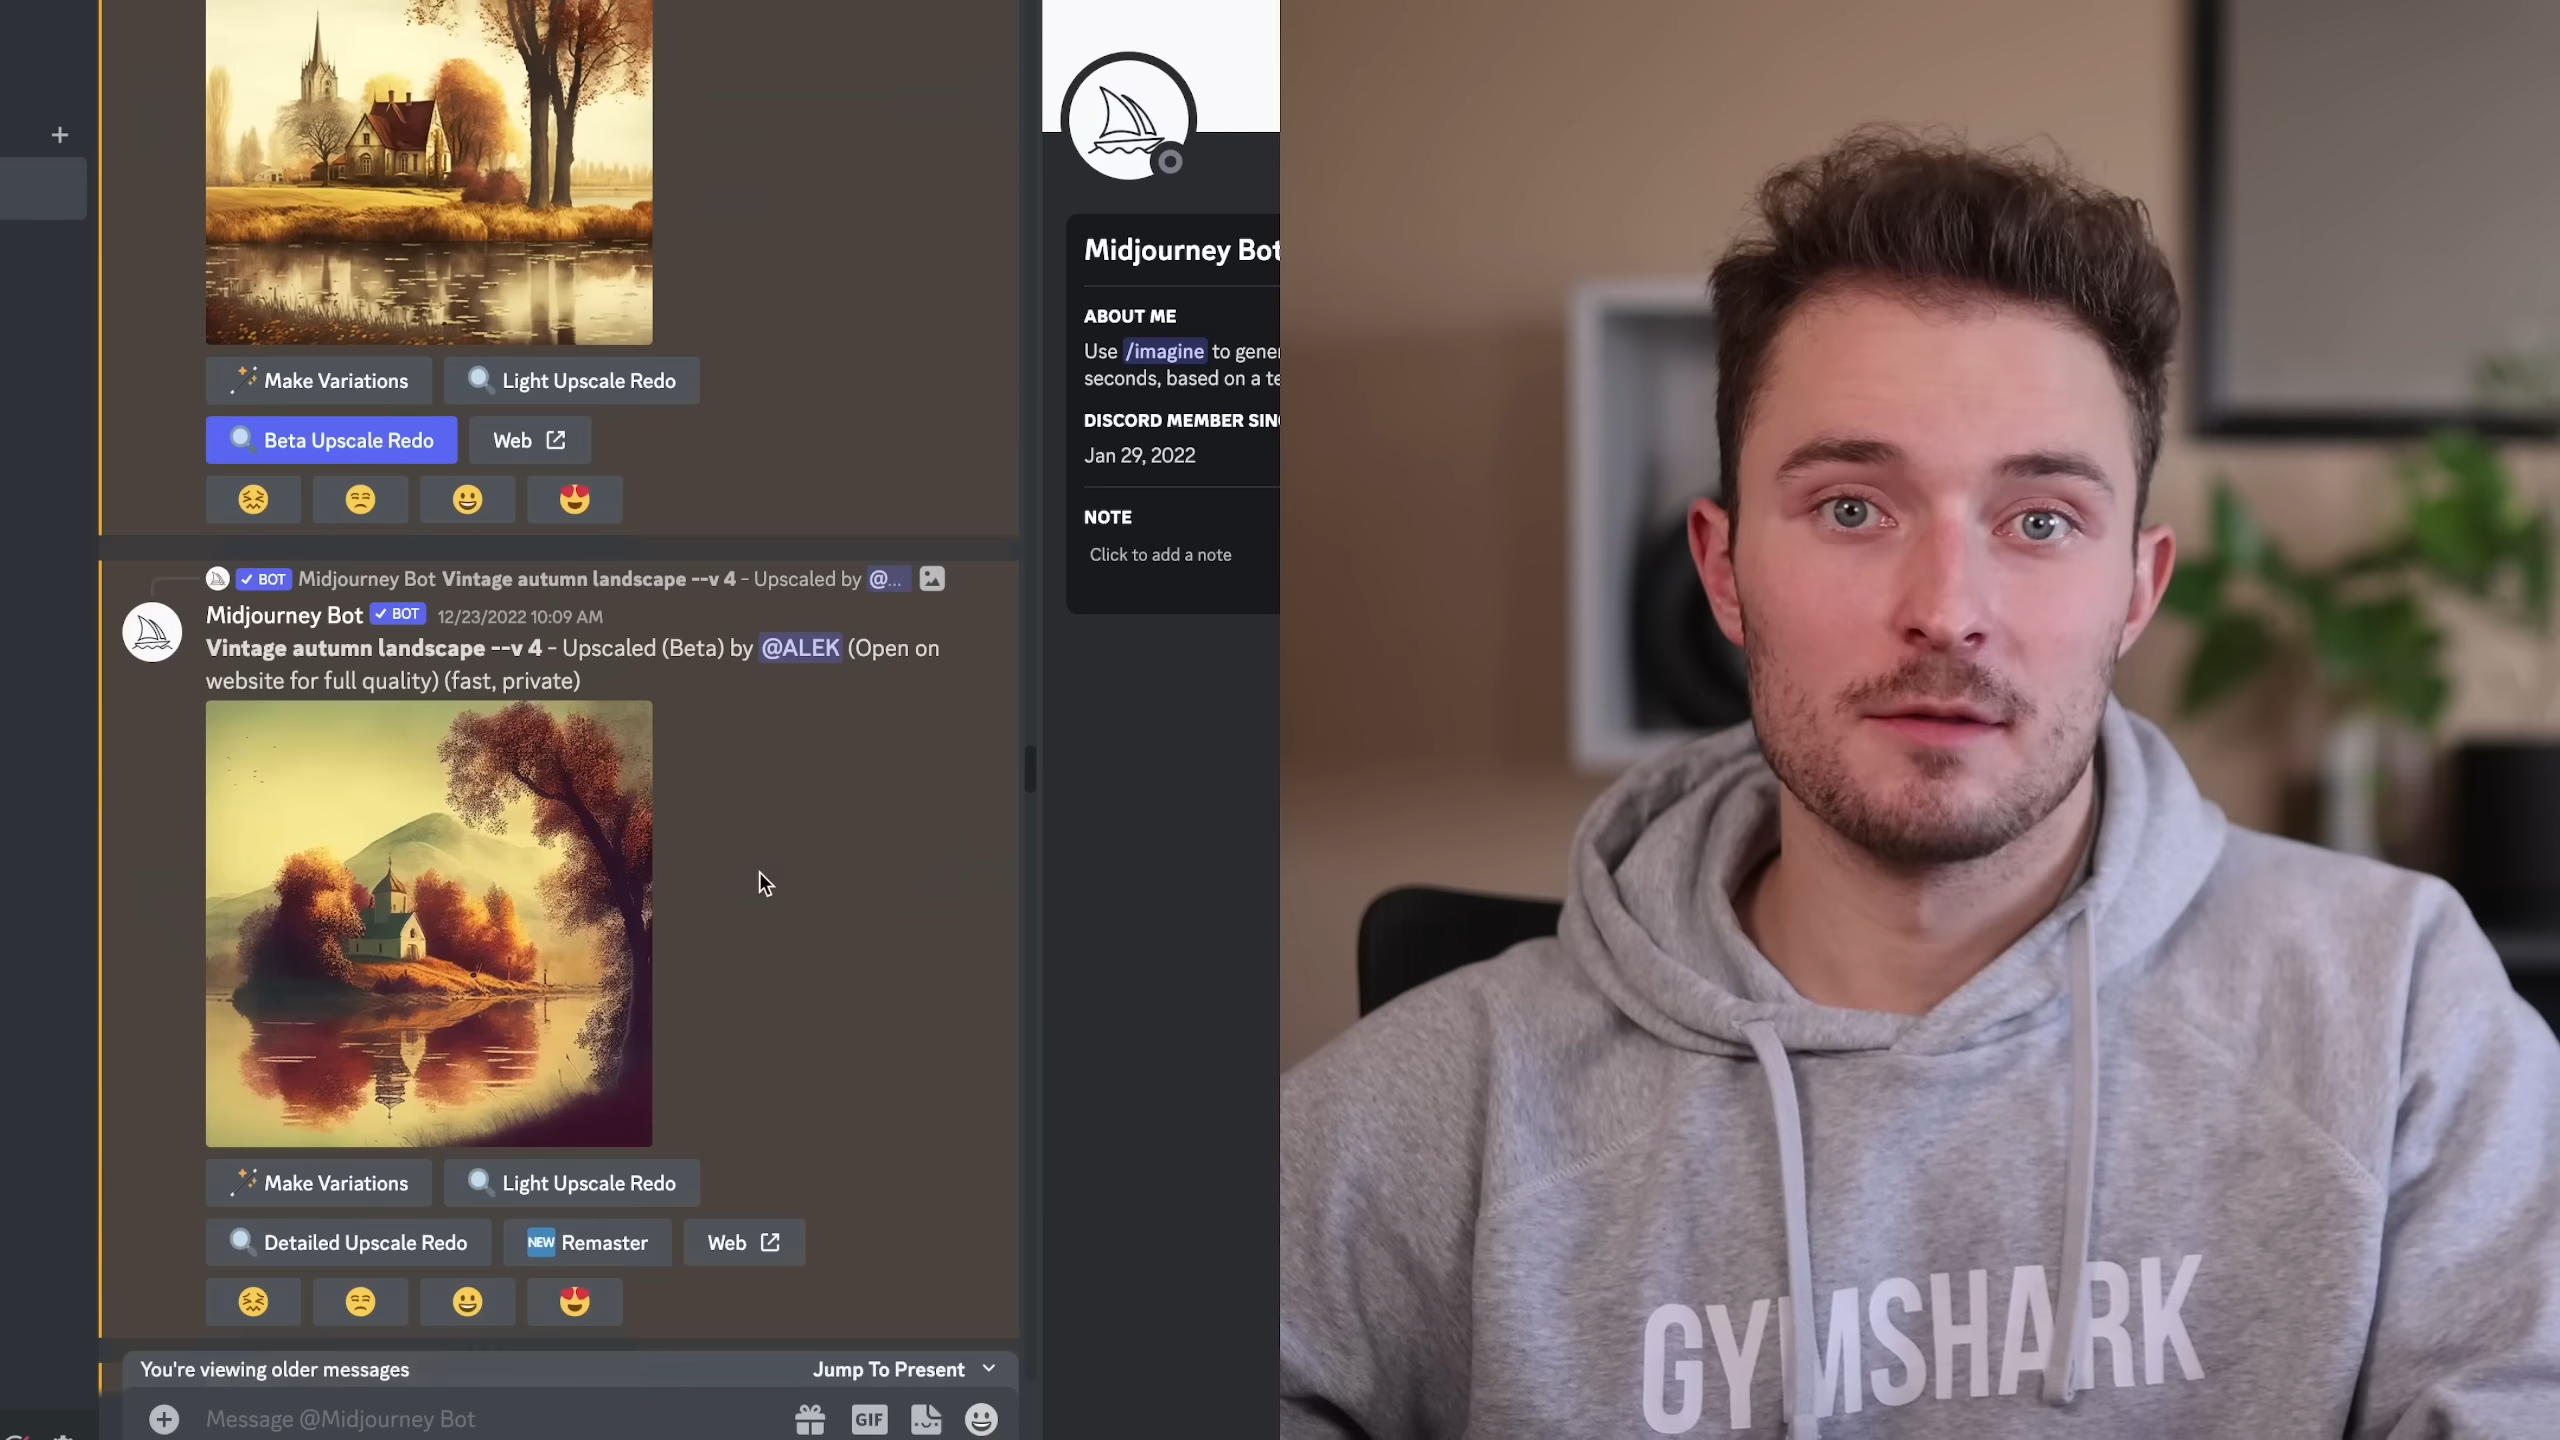 Make Variations
Light Upscale Redo
Beta Upscale Redo
Web
BOT Midjourney Bot Vintage autumn landscape --v 4 - Upscaled by @...
Midjourney Bot BOT 12/23/2022 10:09 AM
Vintage autumn landscape --v 4 - Upscaled (Beta) by @ALEK (Open on
website for full quality) (fast, private)
Make Variations
Light Upscale Redo
Detailed Upscale Redo
NEW Remaster
Web
You're viewing older messages
Jump To Present
Message @Midjourney Bot
GIF
Midjourney Bot
ABOUT ME
Use /imagine to gener
seconds, based on a te
DISCORD MEMBER SIN
Jan 29, 2022
NOTE
Click to add a note
GYMSHARK